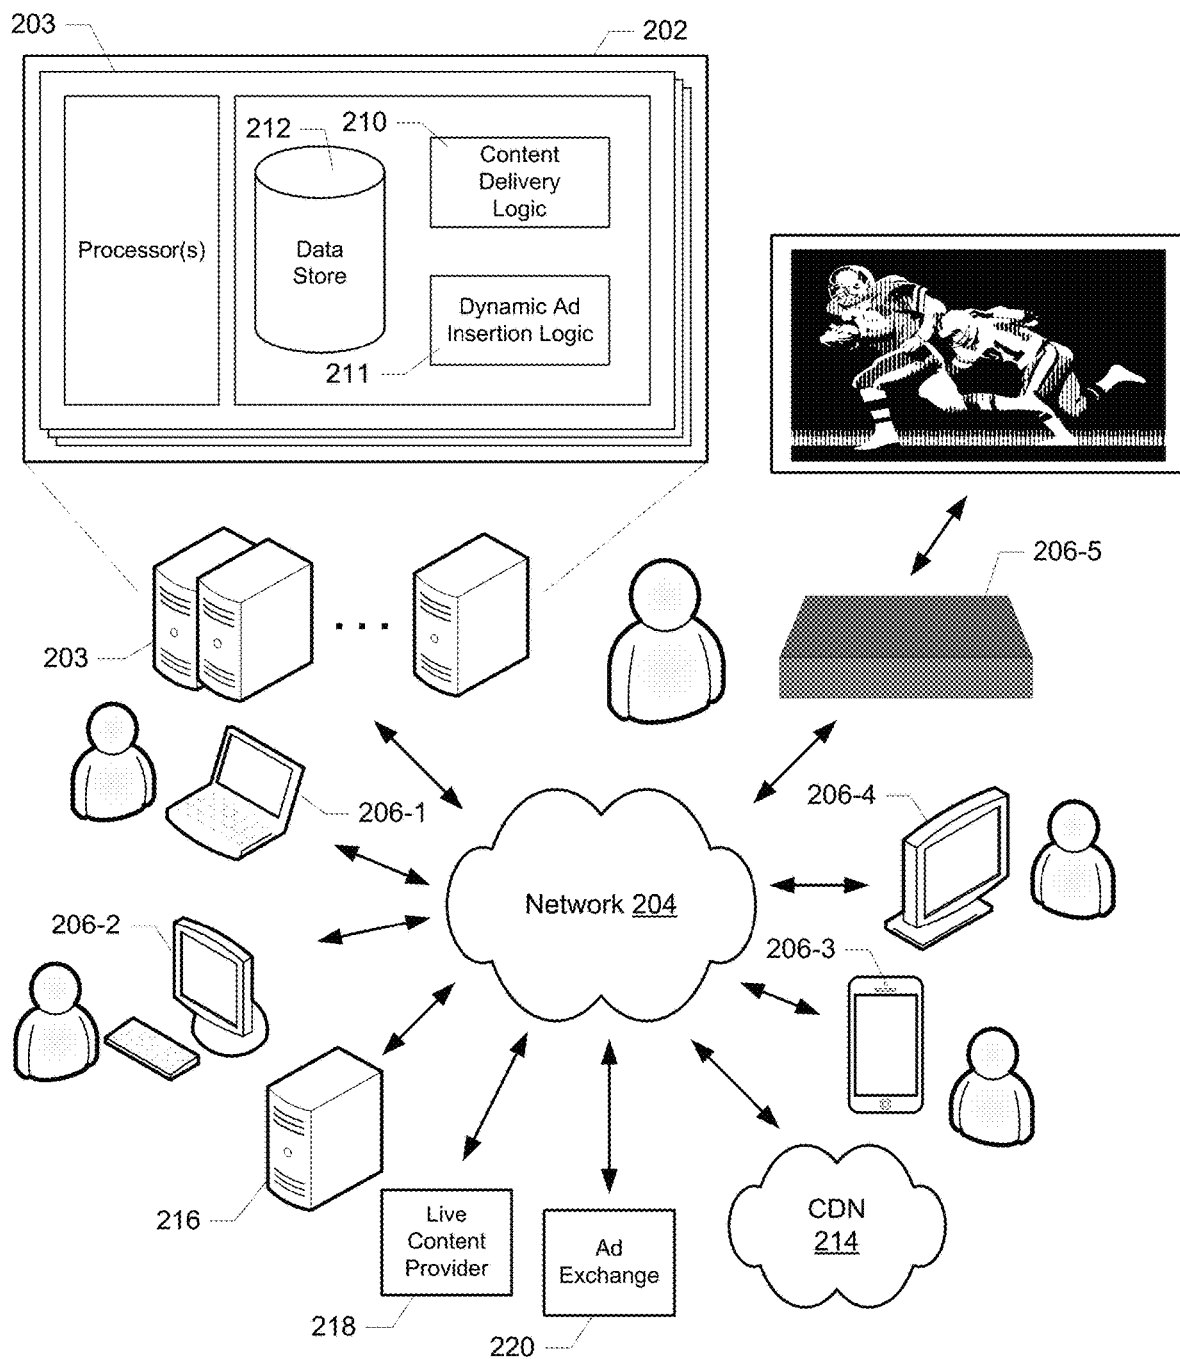 203
202
212
210
Content
Delivery
Logic
Processor(s)
Data
Store
Dynamic Ad
Insertion Logic
211
206-5
203
206-1
206-4
Network 204
206-2
206-3
216
Live
Content
Provider
218
Ad
Exchange
220
CDN
214